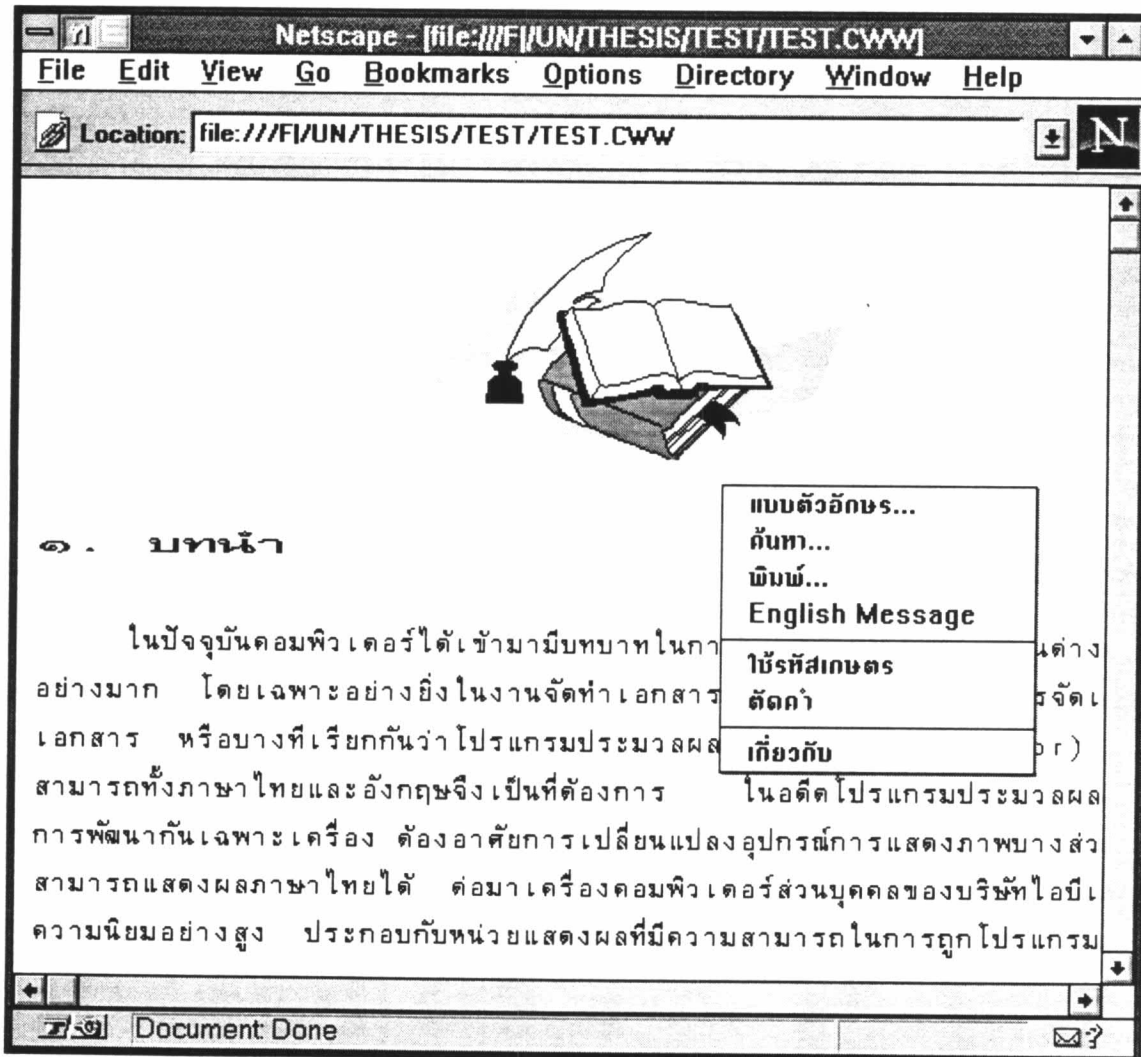 ก
Netscape - [file:///F|/UN/THESIS/TEST/TEST.CWW]
File Edit View Go Bookmarks Options Directory Window Help
Location: file:///F|/UN/THESIS/TEST/TEST.CWW
N
แบบตัวอักษร...
ค้นหา...
พิมพ์...
English Message
ใช้รหัสเกษตร
ตัดคำ
เกี่ยวกับ
๑. บทนำ
ในปัจจุบันคอมพิวเตอร์ได้เข้ามามีบทบาทในกา นต่าง
อย่างมาก โดยเฉพาะอย่างยิ่งในงานจัดทำเอกสาร รจัดเ
เอกสาร หรือบางทีเรียกกันว่าโปรแกรมประมวลผล or)
สามารถทั้งภาษาไทยและอังกฤษจึงเป็นที่ต้องการ ในอดีตโปรแกรมประมวลผล
การพัฒนากันเฉพาะเครื่อง ต้องอาศัยการเปลี่ยนแปลงอุปกรณ์การแสดงภาพบางส่ว
สามารถแสดงผลภาษาไทยได้ ต่อมาเครื่องคอมพิวเตอร์ส่วนบุคคลของบริษัทไอบีเ
ความนิยมอย่างสูง ประกอบกับหน่วยแสดงผลที่มีความสามารถในการถูกโปรแกรม
Document: Done